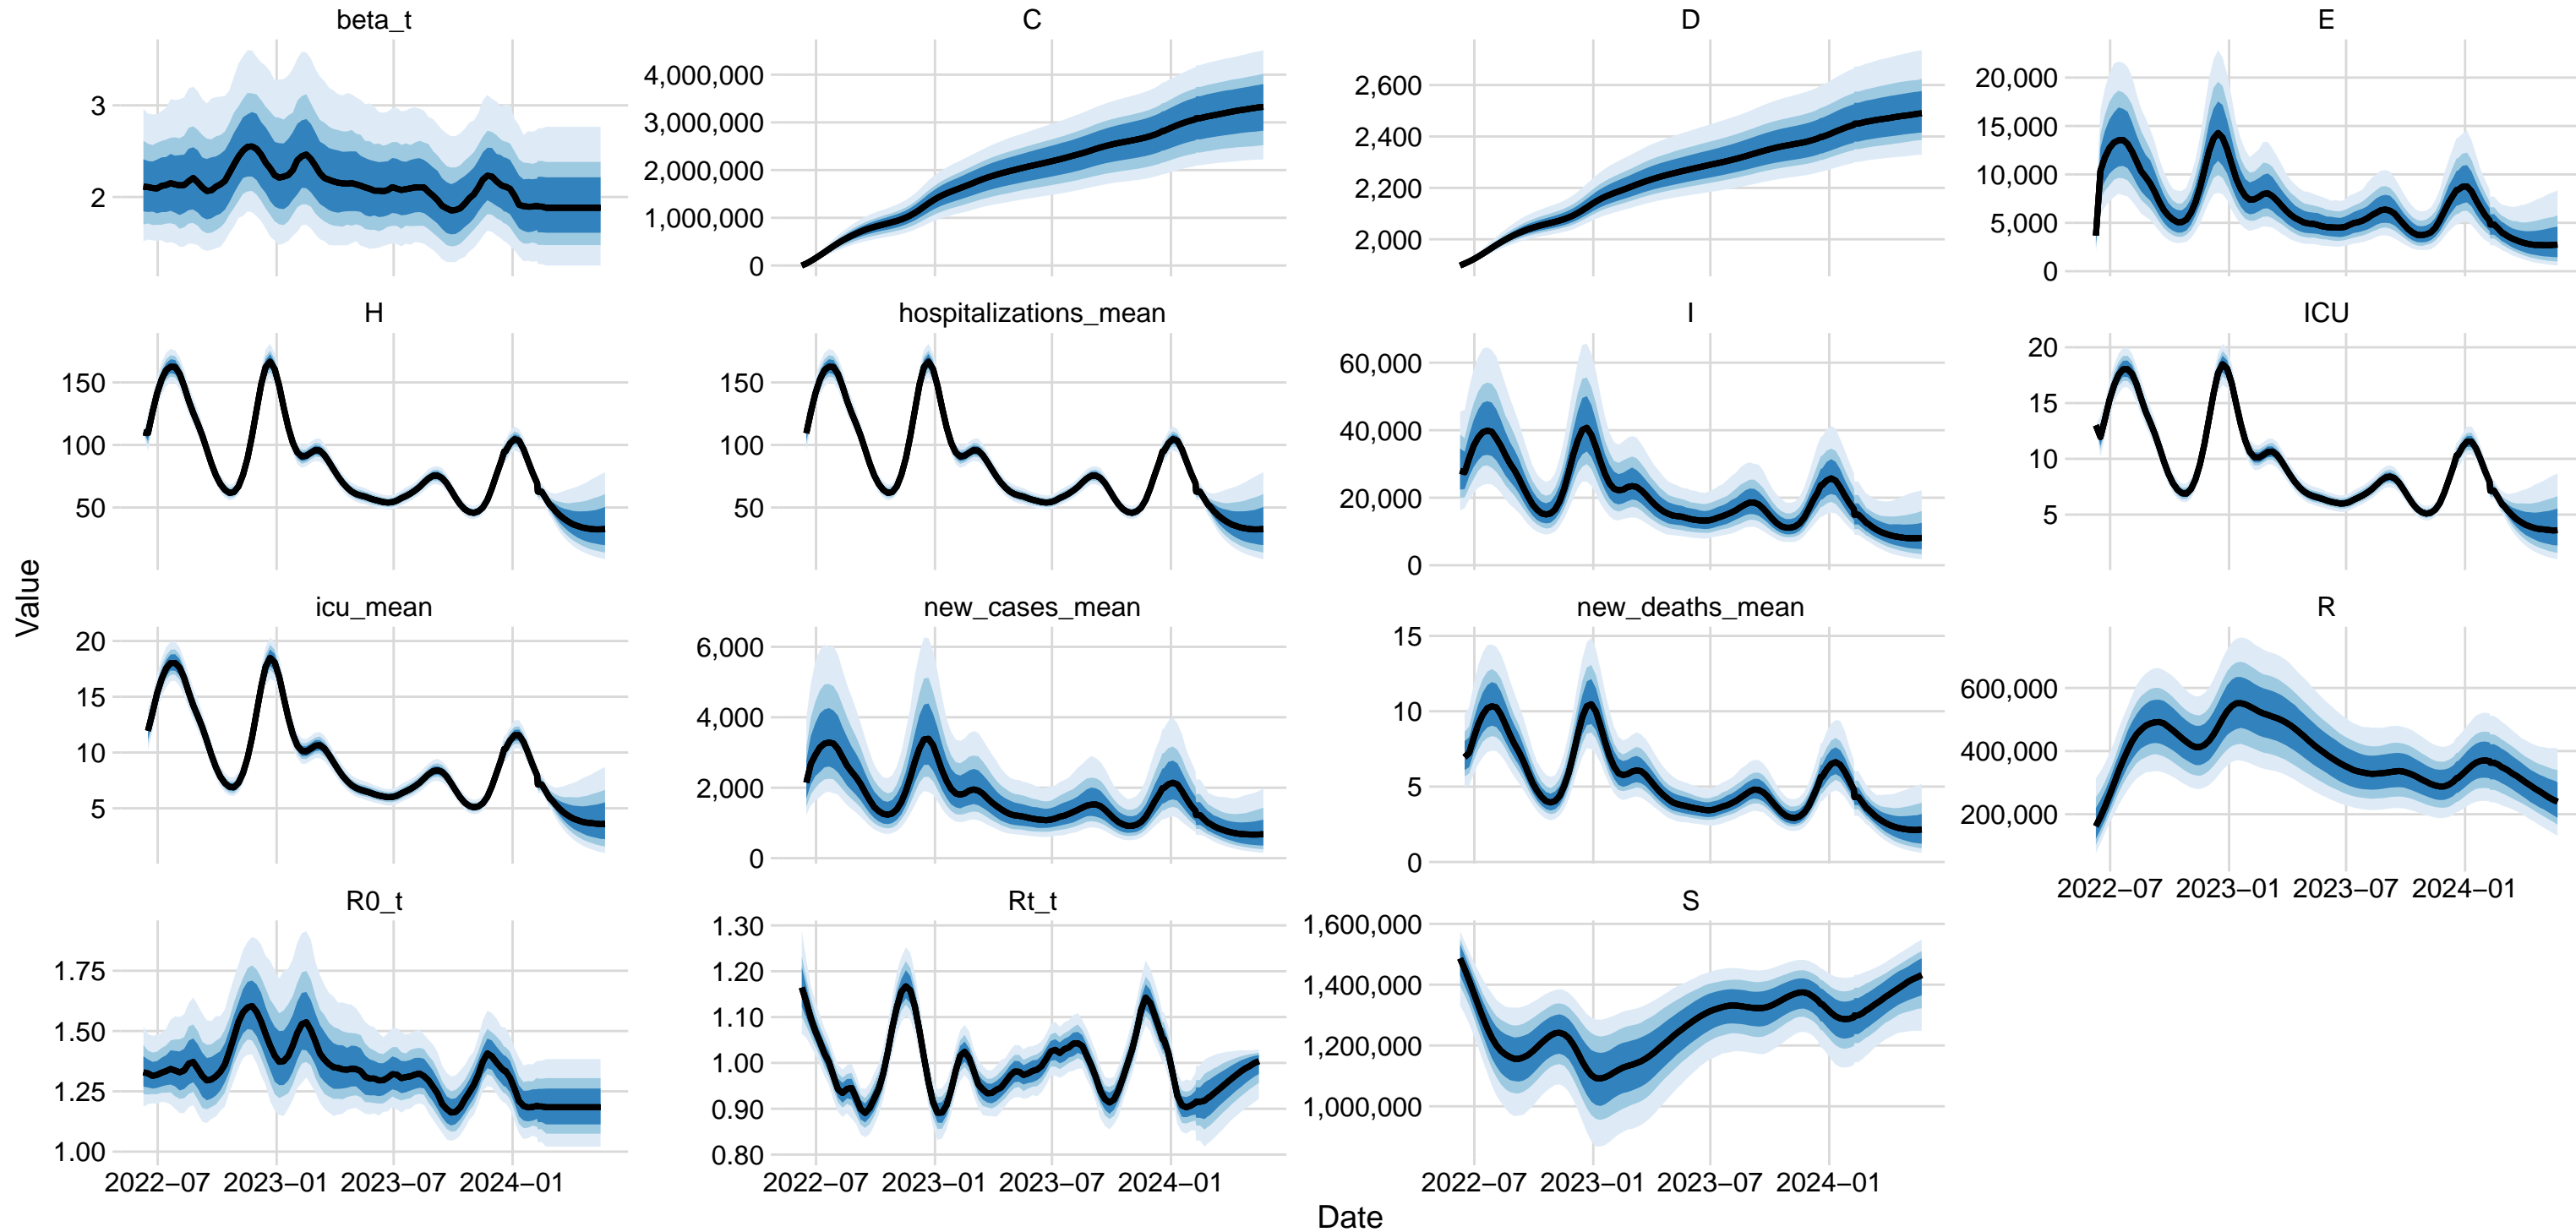 beta_t
C
D
E
3
2
4,000,000
3,000,000
2,000,000
1,000,000
0
2,600
2,400
2,200
2,000
20,000
15,000
10,000
5,000
0
H
hospitalizations_mean
I
ICU
150
100
50
150
100
50
60,000
40,000
20,000
0
20
15
10
5
Value
icu_mean
new_cases_mean
new_deaths_mean
R
20
15
10
5
6,000
4,000
2,000
0
15
10
5
0
600,000
400,000
200,000
2022−07 2023−01 2023−07 2024−01
R0_t
Rt_t
S
1.75
1.50
1.25
1.00
1.30
1.20
1.10
1.00
0.90
0.80
1,600,000
1,400,000
1,200,000
1,000,000
2022−07 2023−01 2023−07 2024−01
2022−07 2023−01 2023−07 2024−01
2022−07 2023−01 2023−07 2024−01
Date